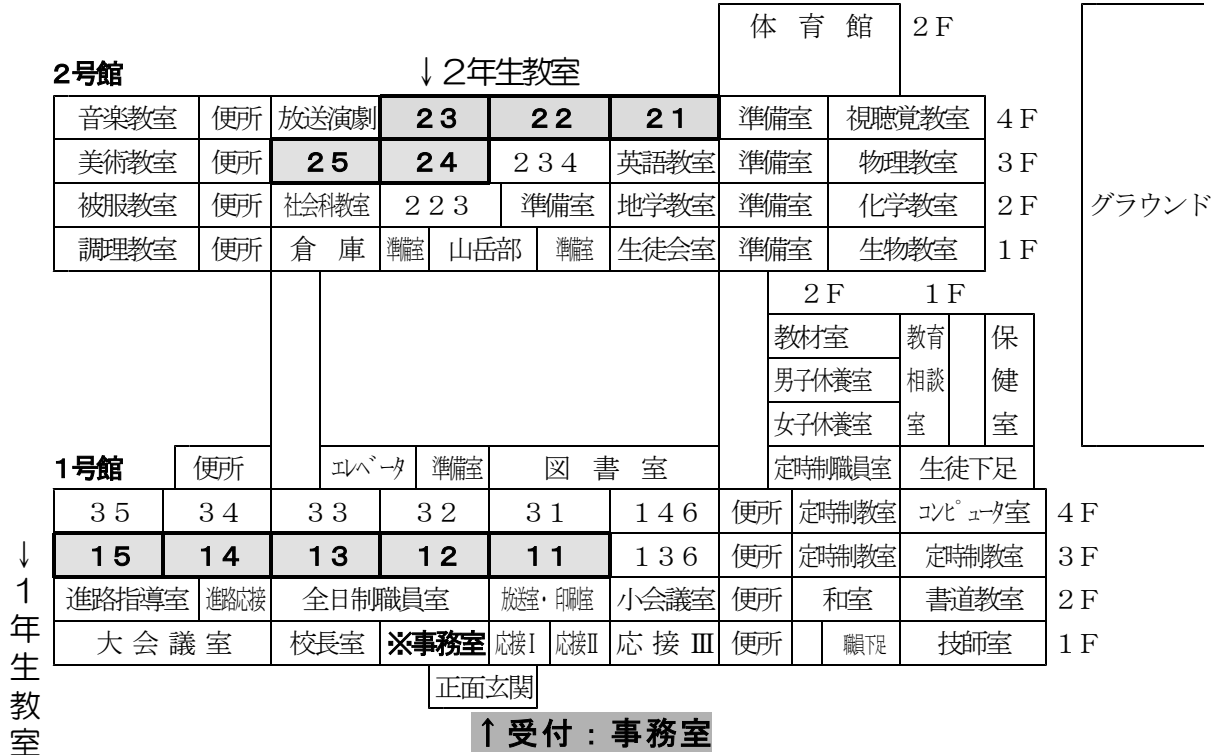 体 育 館 ２Ｆ
２号館 ↓２年生教室
音楽教室 便所 放送演劇 ２３ ２２ ２１ 準備室 視聴覚教室 ４Ｆ
美術教室 便所 ２５ ２４ ２３４ 英語教室 準備室 物理教室 ３Ｆ
被服教室 便所 社会科教室 ２２３ 準備室 地学教室 準備室 化学教室 ２Ｆ グラウンド
調理教室 便所 倉 庫 準備室 山岳部 準備室 生徒会室 準備室 生物教室 １Ｆ
２Ｆ １Ｆ
教材室 教育 保
男子休養室 相談 健
女子休養室 室 室
１号館 便所 エレベータ 準備室 図 書 室 定時制職員室 生徒下足
３５ ３４ ３３ ３２ ３１ １４６ 便所 定時制教室 コンピュータ室 ４Ｆ
１５ １４ １３ １２ １１ １３６ 便所 定時制教室 定時制教室 ３Ｆ
進路指導室 進路応接 全日制職員室 放送室・印刷室 小会議室 便所 和室 書道教室 ２Ｆ
大 会 議 室 校長室 ※事務室 応接Ⅰ 応接Ⅱ 応 接 Ⅲ 便所 職員下足 技師室 １Ｆ
↓１年生教室
正面玄関
↑受付：事務室